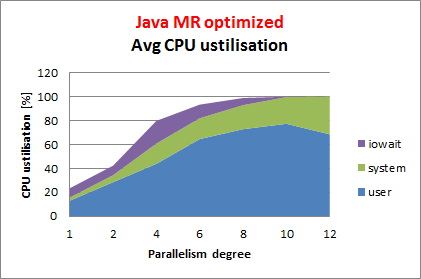 Java MR optimized
Avg CPU ustilisation
CPU ustilisation [%]
120
100
80
60
40
20
0
1 2 4 6 8 10 12
Parallelism degree
iowait
system
user